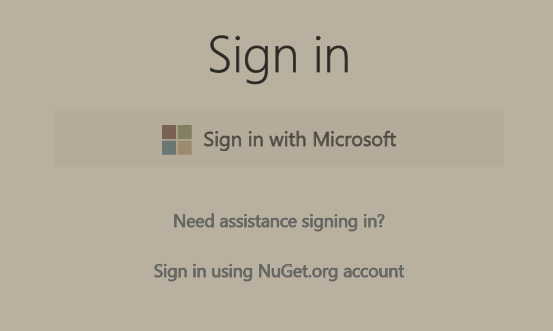 Sign in
Sign in with Microsoft
Need assistance signing in?
Sign in using NuGet.org account